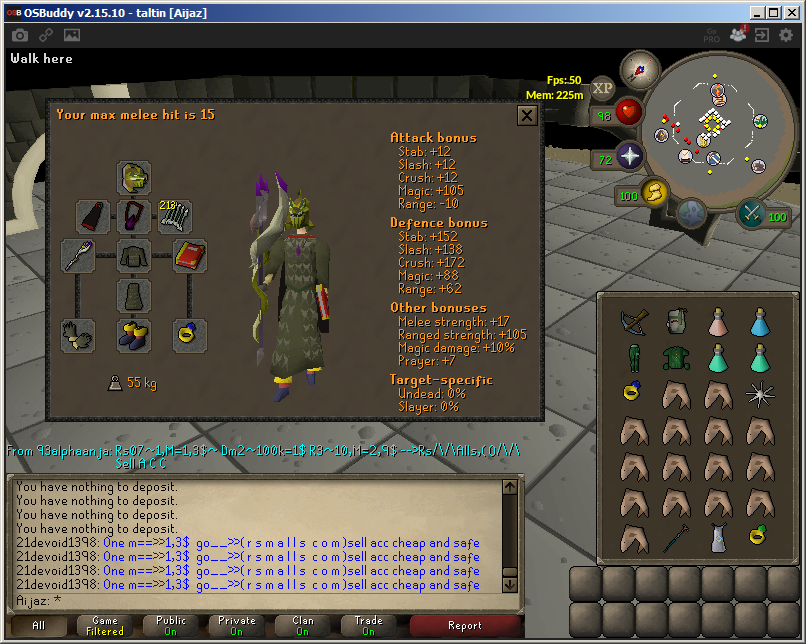 OSBuddy v2.15.10 - taltin [Aijaz]
Go PRO
Walk here
Fps: 50
Mem: 225m
XP
98
72
100
100
Your max melee hit is 15
213
55 kg
Attack bonus
Stab: +12
Slash: +12
Crush: +12
Magic: +105
Range: -10
Defence bonus
Stab: +152
Slash: +138
Crush: +172
Magic: +88
Range: +62
Other bonuses
Melee strength: +17
Ranged strength: +105
Magic damage: +10%
Prayer: +7
Target-specific
Undead: 0%
Slayer: 0%
From 93alphaanja: Rs07~1,M=1,3$~ Dm2~100k=1$ R3~10,M=2,9$ -->Rs/\/\Alls,(O/\/\
Sell A C C
You have nothing to deposit.
You have nothing to deposit.
You have nothing to deposit.
You have nothing to deposit.
21devoid1398: One m==>>1,3$ go__>>( r s m a l l s c o m )sell acc cheap and safe
21devoid1398: One m==>>1,3$ go__>>( r s m a l l s c o m )sell acc cheap and safe
21devoid1398: One m==>>1,3$ go__>>( r s m a l l s c o m )sell acc cheap and safe
21devoid1398: One m==>>1,3$ go__>>( r s m a l l s c o m )sell acc cheap and safe
Aijaz: *
All
Game Filtered
Public On
Private On
Clan On
Trade On
Report